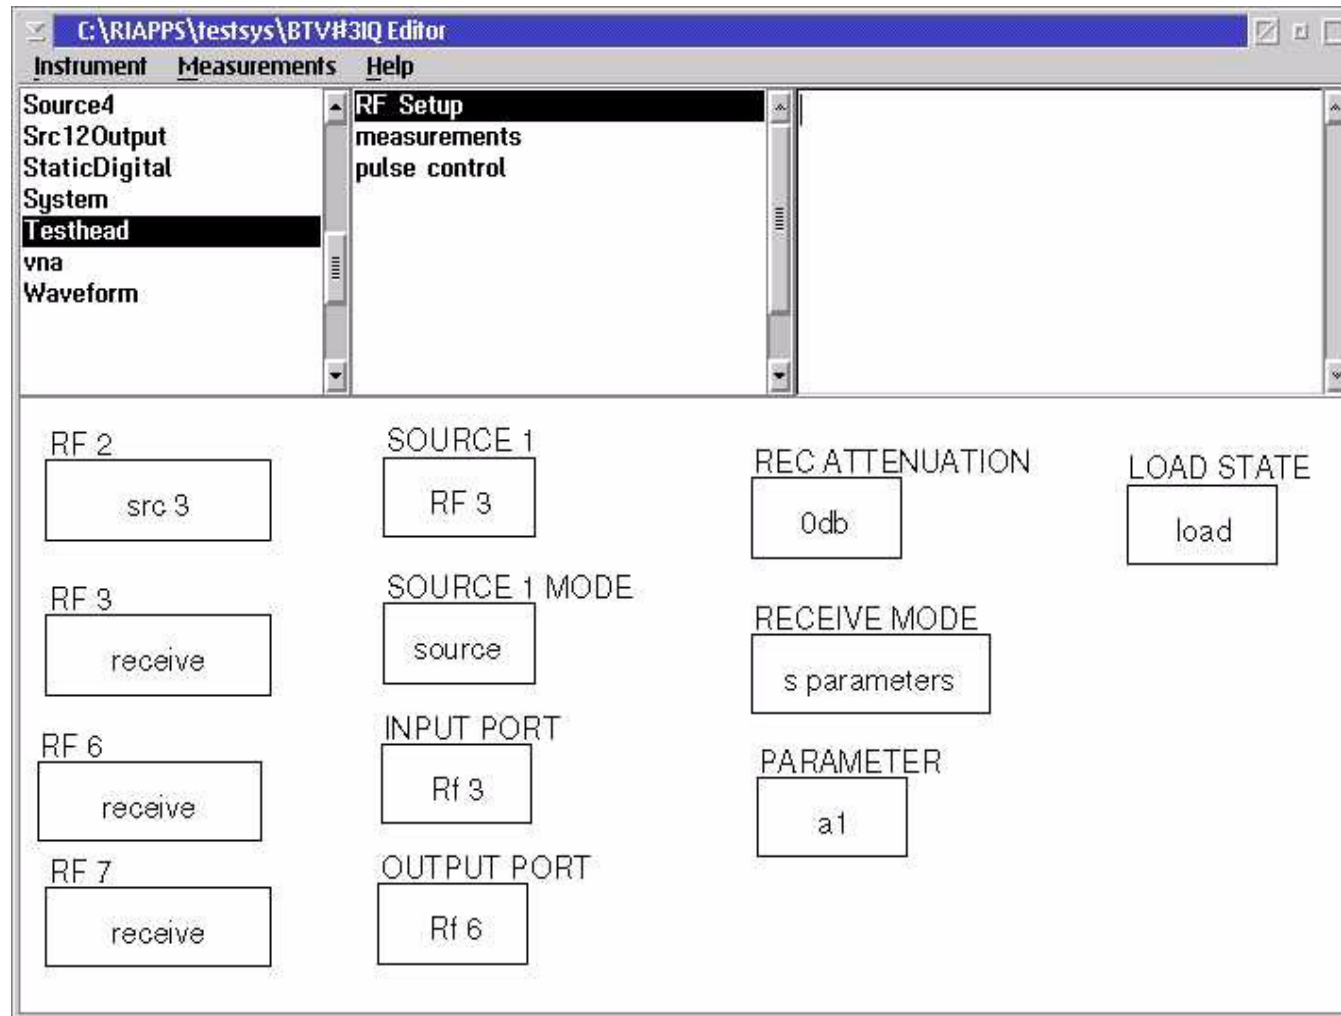 C:\RIAPPS\testsys\BTV#3IQ Editor
Instrument Measurements Help
Source4
Src12Output
StaticDigital
System
Testhead
vna
Waveform
RF Setup
measurements
pulse control
RF 2
src 3
RF 3
receive
RF 6
receive
RF 7
receive
SOURCE 1
RF 3
SOURCE 1 MODE
source
INPUT PORT
Rf 3
OUTPUT PORT
Rf 6
REC ATTENUATION
0db
RECEIVE MODE
s parameters
PARAMETER
a1
LOAD STATE
load